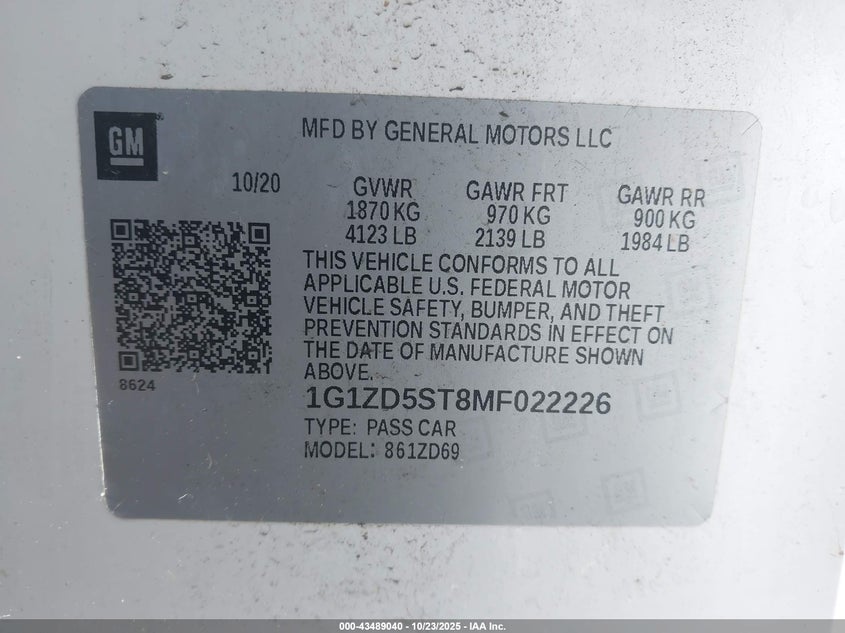 GM
MFD BY GENERAL MOTORS LLC
10/20
GVWR GAWR FRT GAWR RR
1870 KG 970 KG 900 KG
4123 LB 2139 LB 1984 LB
THIS VEHICLE CONFORMS TO ALL
APPLICABLE U.S. FEDERAL MOTOR
VEHICLE SAFETY, BUMPER, AND THEFT
PREVENTION STANDARDS IN EFFECT ON
THE DATE OF MANUFACTURE SHOWN
ABOVE.
8624
1G1ZD5ST8MF022226
TYPE: PASS CAR
MODEL: 861ZD69
000-43489040 - 10/23/2025 - IAA Inc.